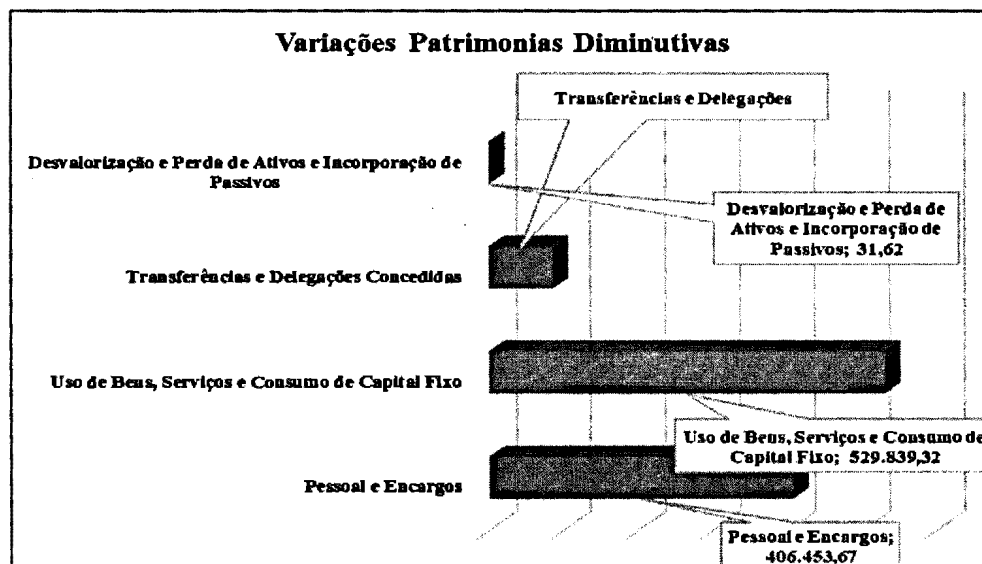 Variações Patrimonias Diminutivas
Transferências e Delegações
Desvalorização e Perda de Ativos e Incorporação de
Passivos
Desvalorização e Perda de
Ativos e Incorporação de
Passivos; 31,62
Transferências e Delegações Concedidas
Uso de Bens, Serviços e Consumo de Capital Fixo
Uso de Bens, Serviços e Consumo de
Capital Fixo; 529.839,32
Pessoal e Encargos
Pessoal e Encargos;
406.453,67